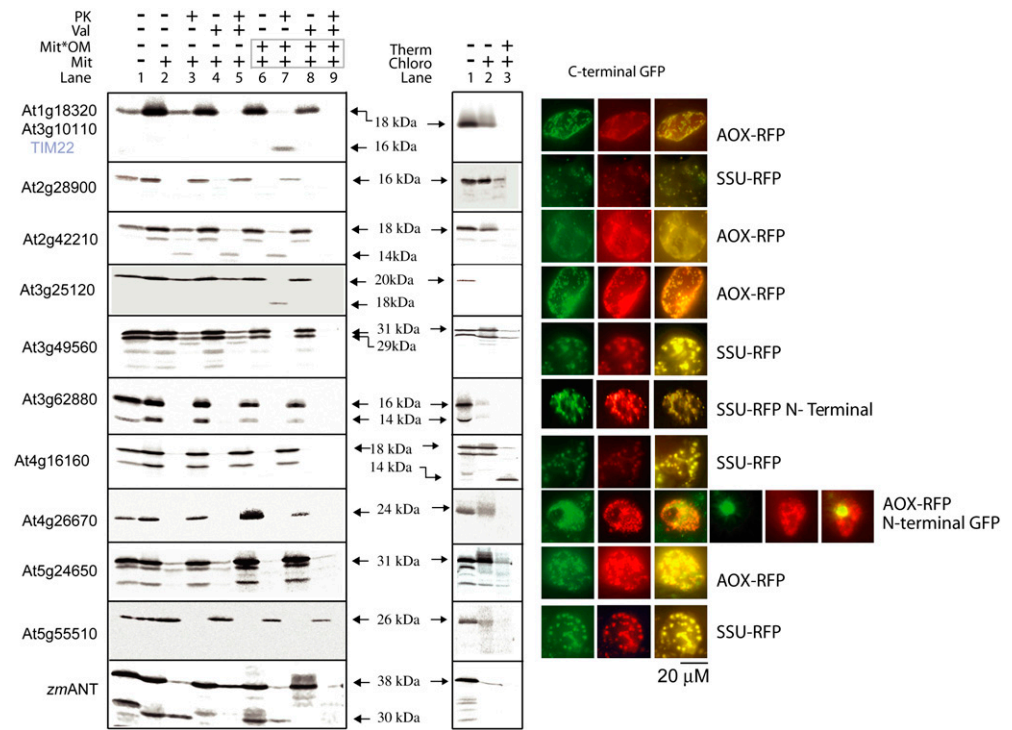 PK - - + - + - + - +
Val - - - + + - - + +
Mit*OM - - - - - + + + +
Mit - + + + + + + + +
Lane 1 2 3 4 5 6 7 8 9
Therm - - +
Chloro - + +
Lane 1 2 3
C-terminal GFP
At1g18320
At3g10110
TIM22
18 kDa
16 kDa
AOX-RFP
At2g28900
16 kDa
SSU-RFP
At2g42210
18 kDa
14kDa
AOX-RFP
At3g25120
20kDa
18kDa
AOX-RFP
At3g49560
31 kDa
29kDa
SSU-RFP
At3g62880
16 kDa
14 kDa
SSU-RFP N- Terminal
At4g16160
18 kDa
14 kDa
SSU-RFP
At4g26670
24 kDa
AOX-RFP
N-terminal GFP
At5g24650
31 kDa
AOX-RFP
At5g55510
26 kDa
SSU-RFP
20 µM
zmANT
38 kDa
30 kDa